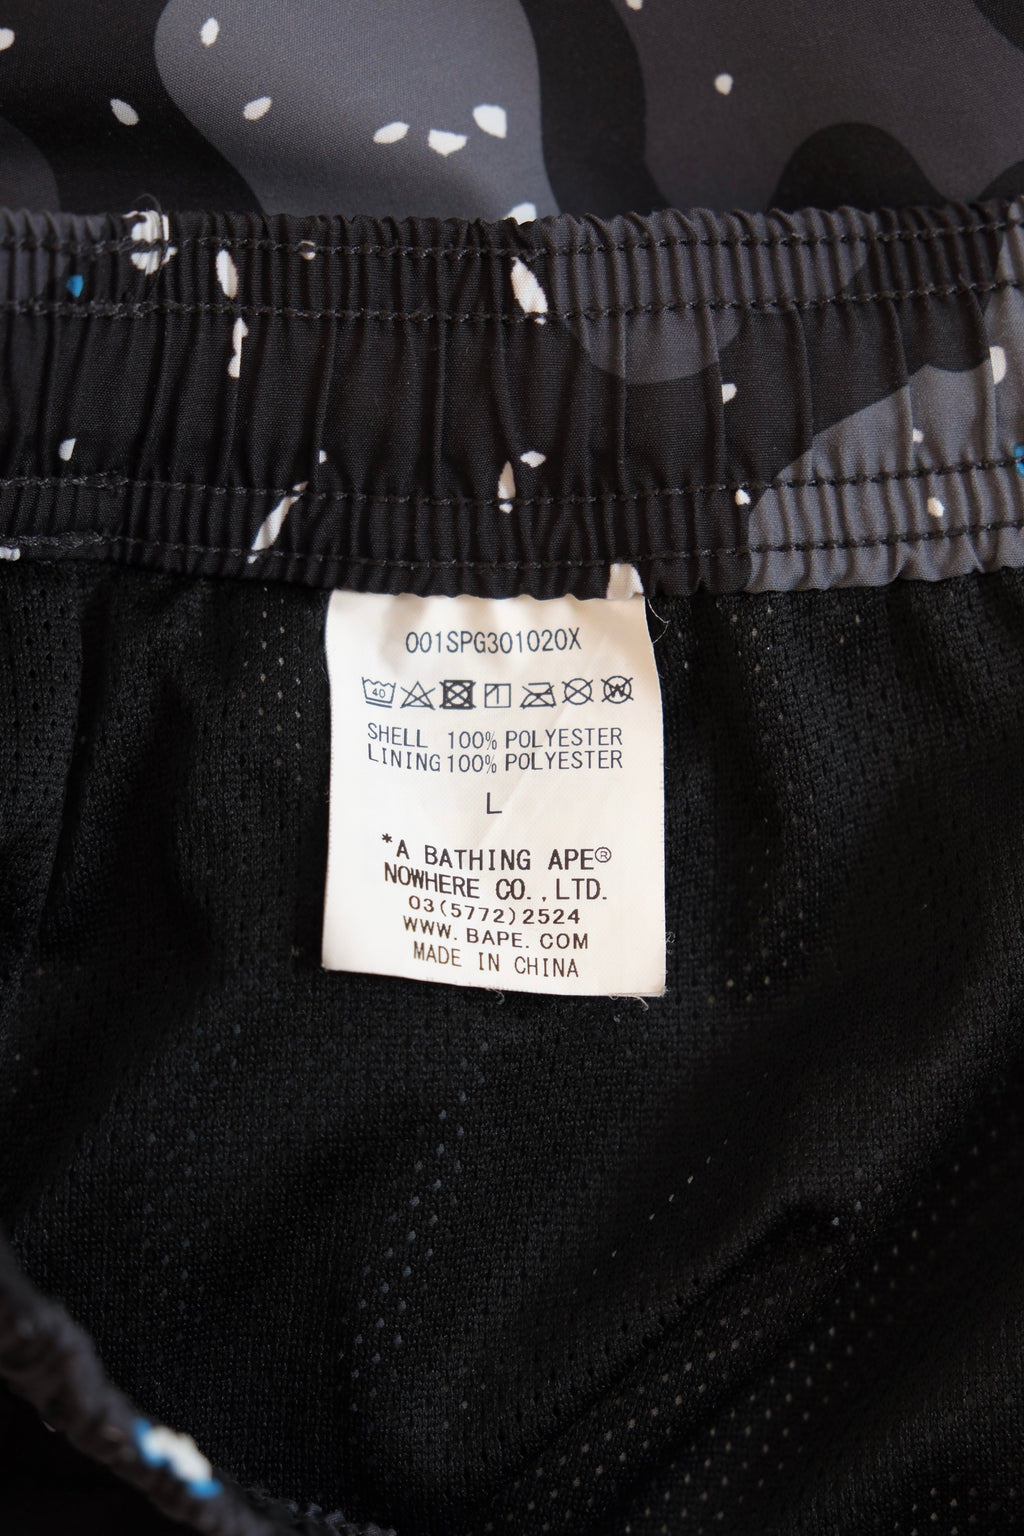 001SPG301020X
40 W
SHELL 100% POLYESTER
LINING 100% POLYESTER
L
*A BATHING APE®
NOWHERE CO.,LTD.
03(5772)2524
WWW.BAPE.COM
MADE IN CHINA